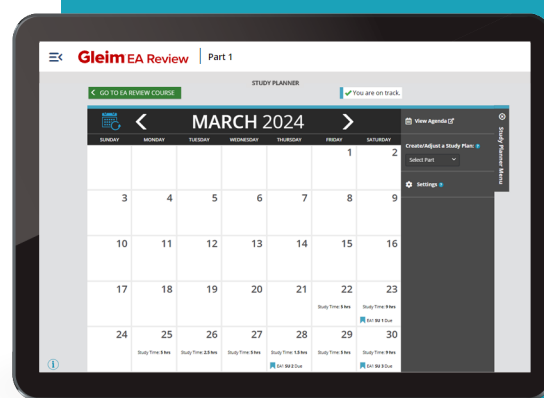 Gleim EA Review | Part 1
STUDY PLANNER
GO TO EA REVIEW COURSE
You are on track.
MARCH 2024
View Agenda
Study Planner Menu
Create/Adjust a Study Plan:
Select Part
Settings
SUNDAY MONDAY TUESDAY WEDNESDAY THURSDAY FRIDAY SATURDAY
1 2
3 4 5 6 7 8 9
10 11 12 13 14 15 16
17 18 19 20 21 22 23
Study Time: 5 hrs Study Time: 9 hrs
EA1 SU 1 Due
24 25 26 27 28 29 30
Study Time: 5 hrs Study Time: 2.5 hrs Study Time: 5 hrs Study Time: 1.5 hrs Study Time: 5 hrs Study Time: 9 hrs
EA1 SU 2 Due EA1 SU 3 Due